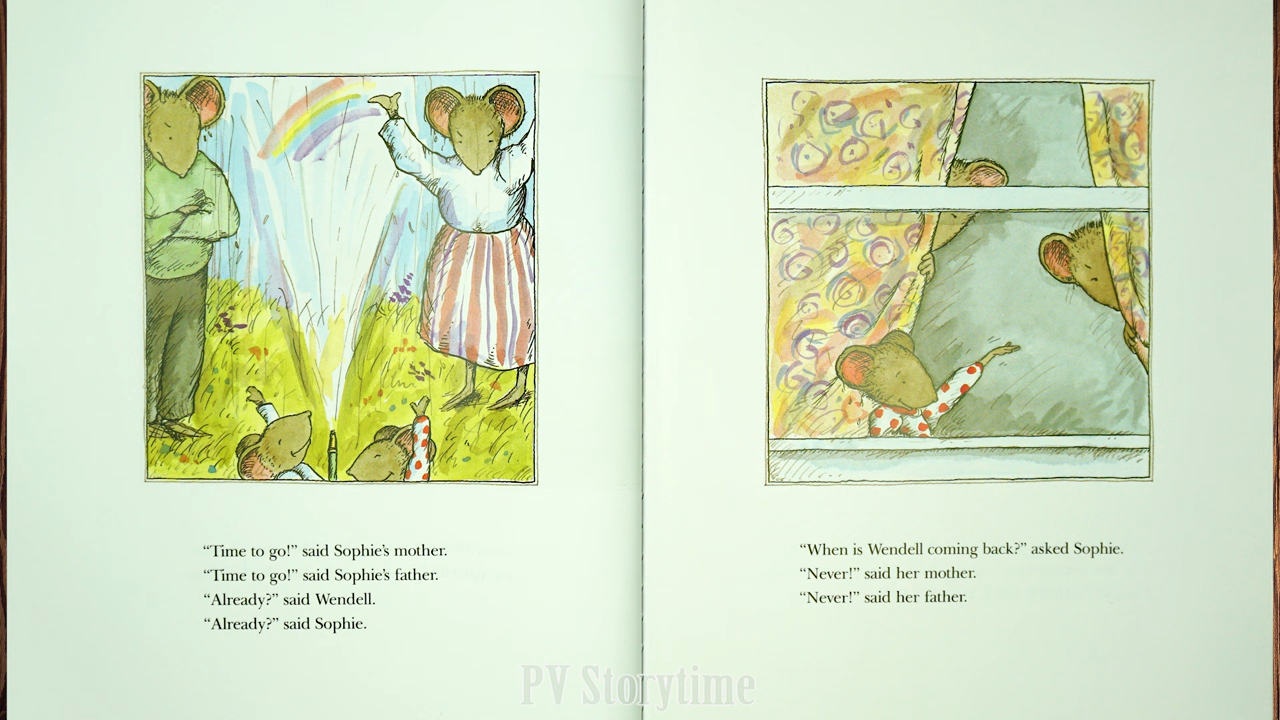 “Time to go!” said Sophie’s mother.
“Time to go!” said Sophie’s father.
“Already?” said Wendell.
“Already?” said Sophie.
“When is Wendell coming back?” asked Sophie.
“Never!” said her mother.
“Never!” said her father.
PV Storytime